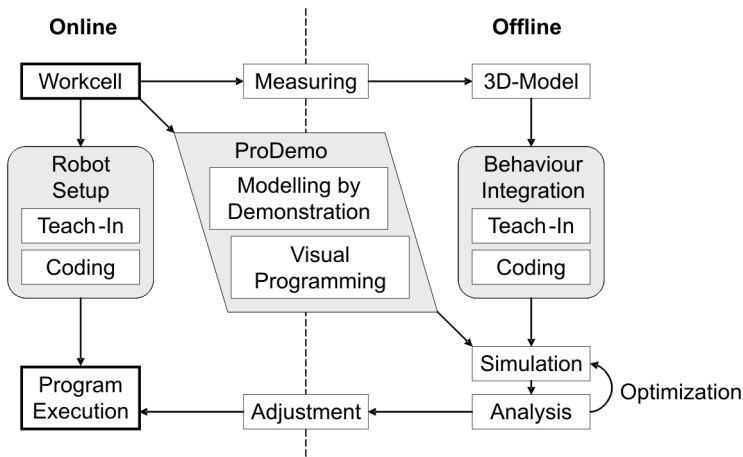 Online
Offline
Workcell
Measuring
3D-Model
Robot
Setup
Teach-In
Coding
ProDemo
Modelling by
Demonstration
Visual
Programming
Behaviour
Integration
Teach-In
Coding
Simulation
Optimization
Program
Execution
Adjustment
Analysis